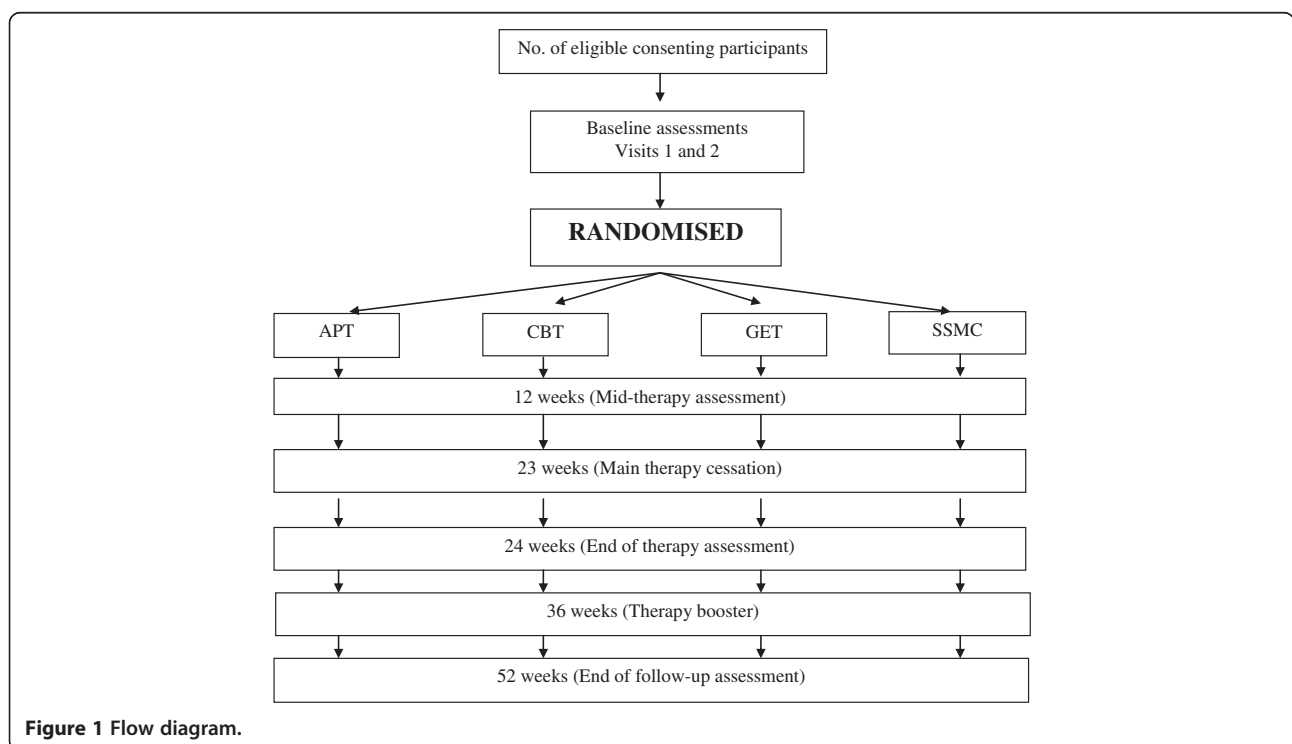 No. of eligible consenting participants
Baseline assessments
Visits 1 and 2
RANDOMISED
APT
CBT
GET
SSMC
12 weeks (Mid-therapy assessment)
23 weeks (Main therapy cessation)
24 weeks (End of therapy assessment)
36 weeks (Therapy booster)
52 weeks (End of follow-up assessment)
Figure 1 Flow diagram.